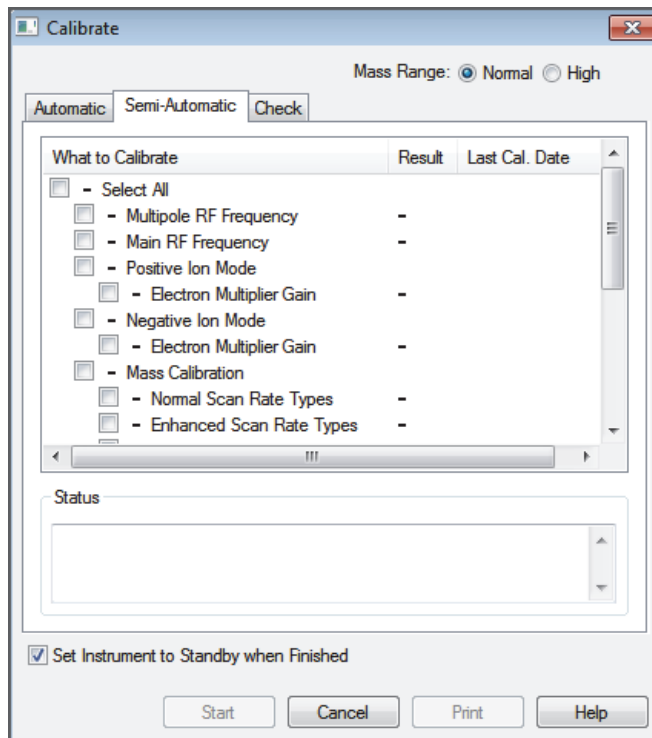 Calibrate
Mass Range: Normal High
Automatic Semi-Automatic Check
What to Calibrate Result Last Cal. Date
- Select All
- Multipole RF Frequency -
- Main RF Frequency -
- Positive Ion Mode
- Electron Multiplier Gain -
- Negative Ion Mode
- Electron Multiplier Gain -
- Mass Calibration
- Normal Scan Rate Types -
- Enhanced Scan Rate Types -
Status
Set Instrument to Standby when Finished
Start Cancel Print Help